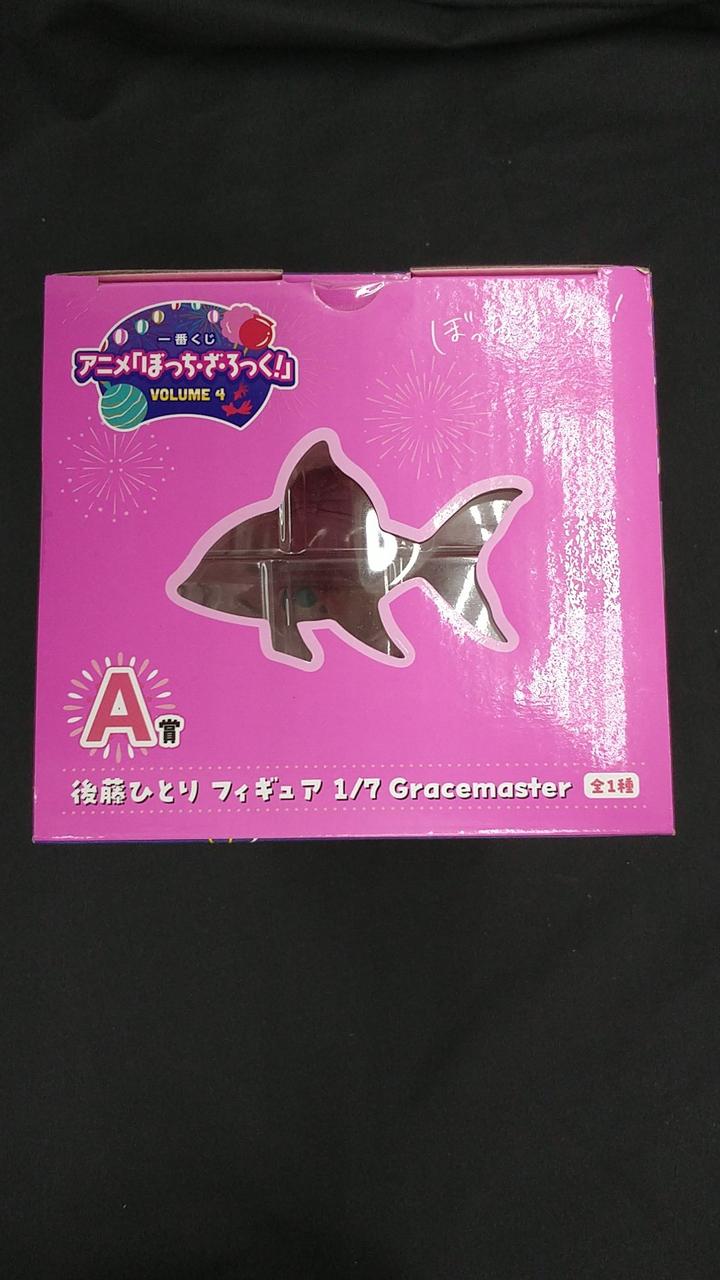 一番くじ
アニメ「ぼっち・ざ・ろっく!」
VOLUME 4
A賞
後藤ひとり フィギュア 1/7 Gracemaster 全1種